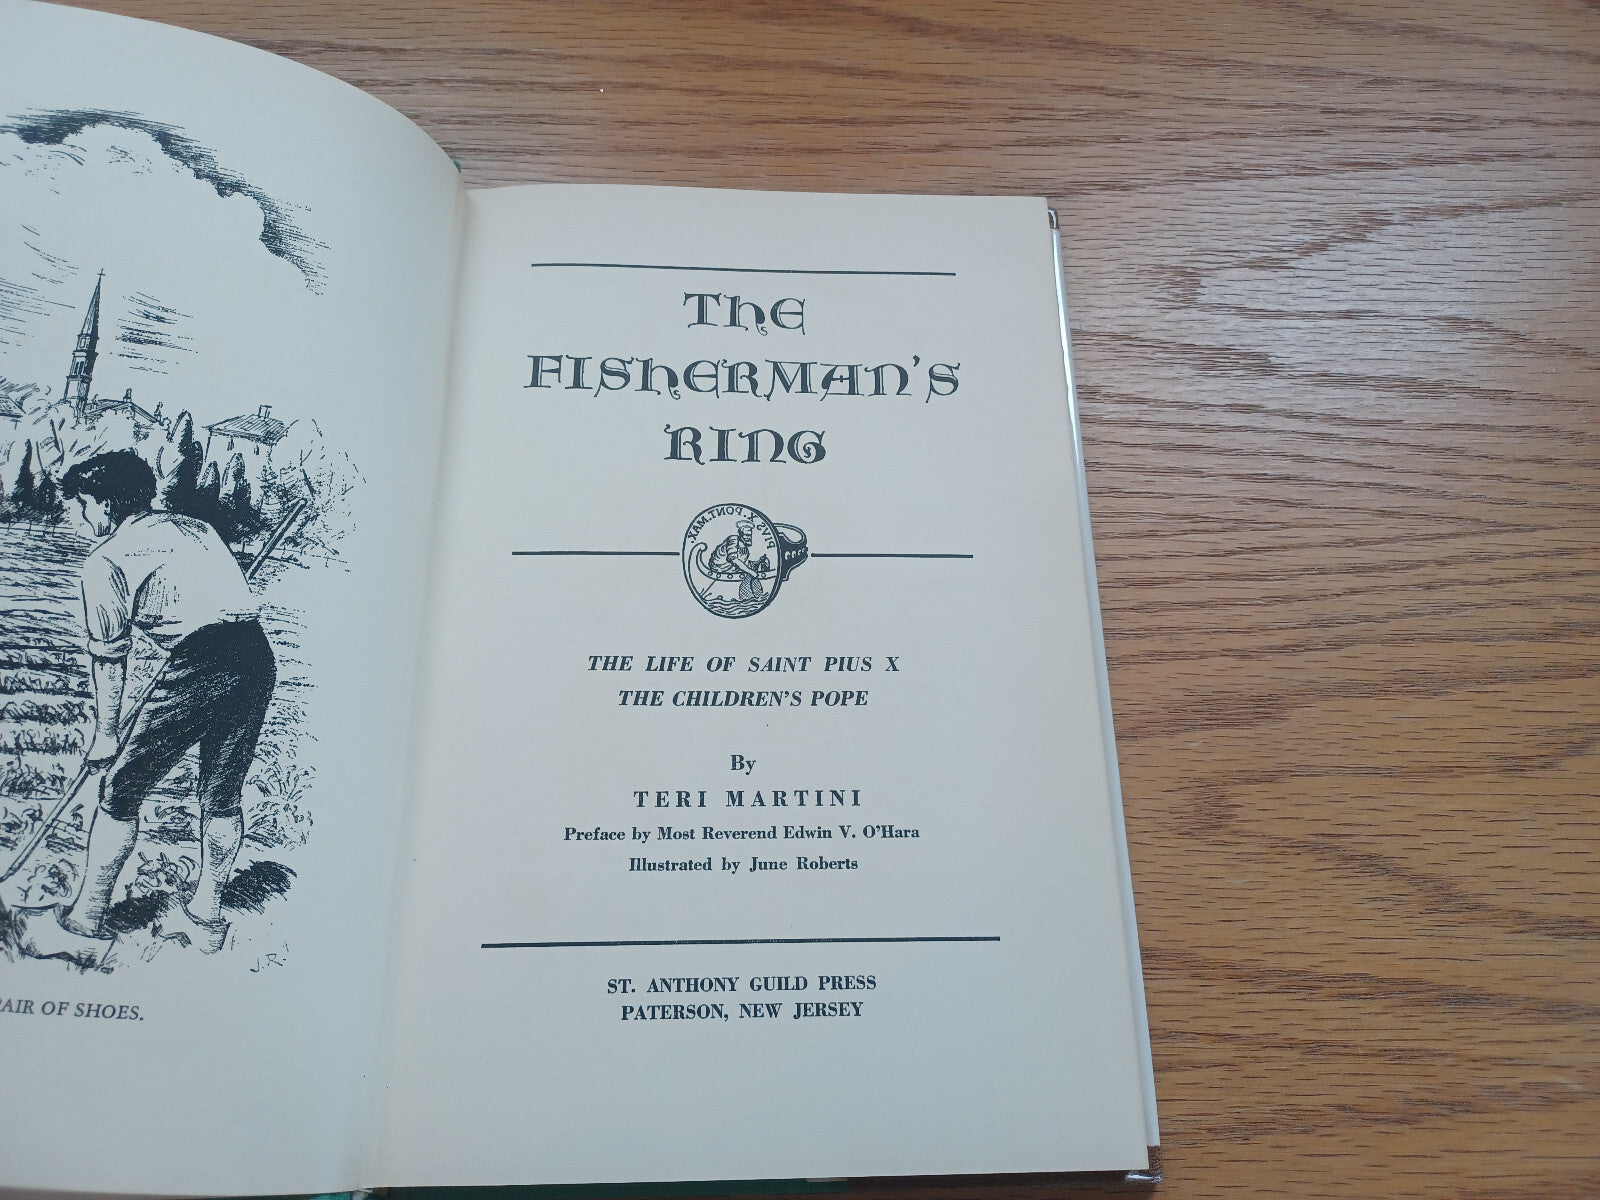 PAIR OF SHOES.
J.R.
THE
FISHERMAN'S
RING
PIVS.X.PONT.MAX.
THE LIFE OF SAINT PIUS X
THE CHILDREN'S POPE
By
TERI MARTINI
Preface by Most Reverend Edwin V. O'Hara
Illustrated by June Roberts
ST. ANTHONY GUILD PRESS
PATERSON, NEW JERSEY